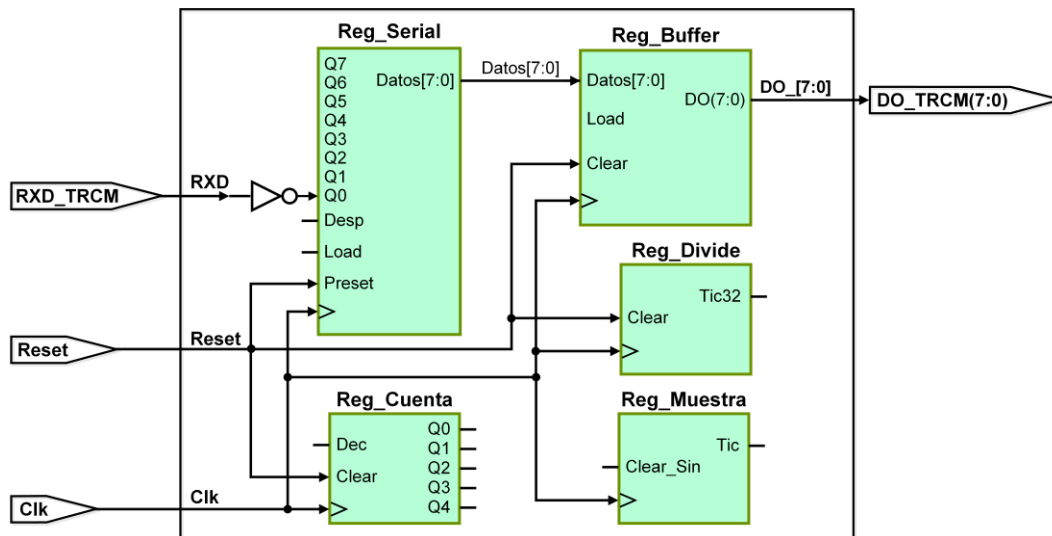 Reg_Serial
Q7
Q6
Q5
Q4
Q3
Q2
Q1
Q0
Desp
Load
Preset
Datos[7:0]
Datos[7:0]
Reg_Buffer
Datos[7:0]
Load
Clear
DO(7:0)
DO_[7:0]
DO_TRCM(7:0)
RXD_TRCM
RXD
Reg_Divide
Tic32
Clear
Reset
Reset
Reg_Cuenta
Dec
Clear
Q0
Q1
Q2
Q3
Q4
Reg_Muestra
Tic
Clear_Sin
Clk
Clk